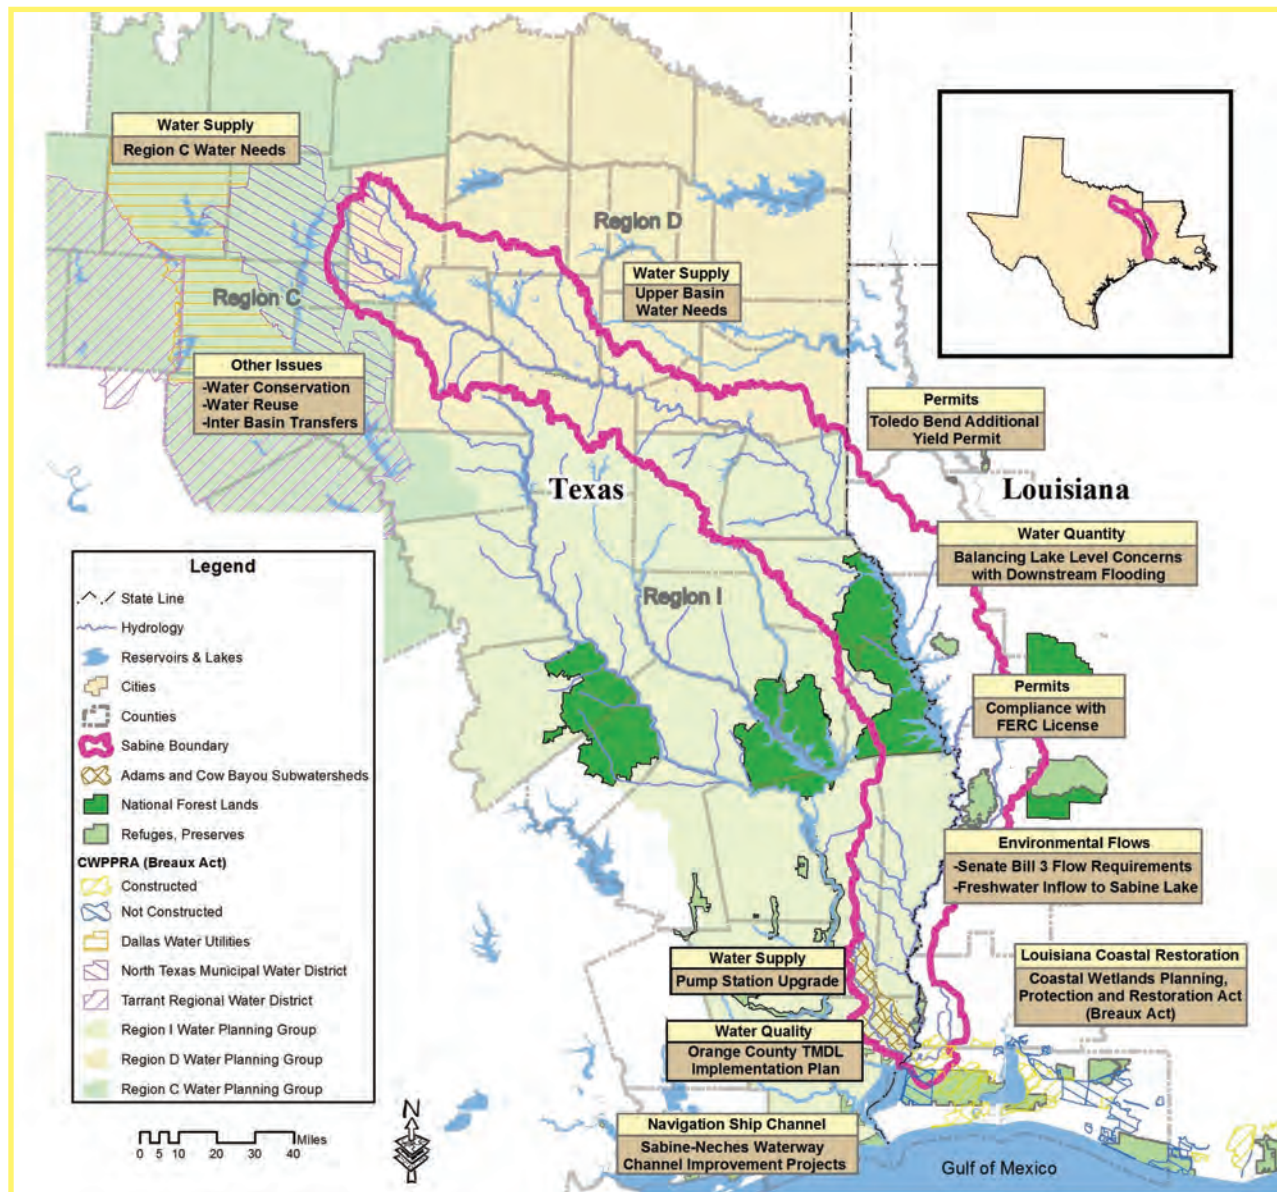 Water Supply
Region C Water Needs
Region D
Water Supply
Upper Basin
Water Needs
Region C
Other Issues
-Water Conservation
-Water Reuse
-Inter Basin Transfers
Permits
Toledo Bend Additional
Yield Permit
Texas
Louisiana
Water Quantity
Balancing Lake Level Concerns
with Downstream Flooding
Region I
Permits
Compliance with
FERC License
Environmental Flows
-Senate Bill 3 Flow Requirements
-Freshwater Inflow to Sabine Lake
Water Supply
Pump Station Upgrade
Louisiana Coastal Restoration
Coastal Wetlands Planning,
Protection and Restoration Act
(Breaux Act)
Water Quality
Orange County TMDL
Implementation Plan
Navigation Ship Channel
Sabine-Neches Waterway
Channel Improvement Projects
Gulf of Mexico
Legend
State Line
Hydrology
Reservoirs & Lakes
Cities
Counties
Sabine Boundary
Adams and Cow Bayou Subwatersheds
National Forest Lands
Refuges, Preserves
CWPPRA (Breaux Act)
Constructed
Not Constructed
Dallas Water Utilities
North Texas Municipal Water District
Tarrant Regional Water District
Region I Water Planning Group
Region D Water Planning Group
Region C Water Planning Group
Miles
0 5 10 20 30 40
N